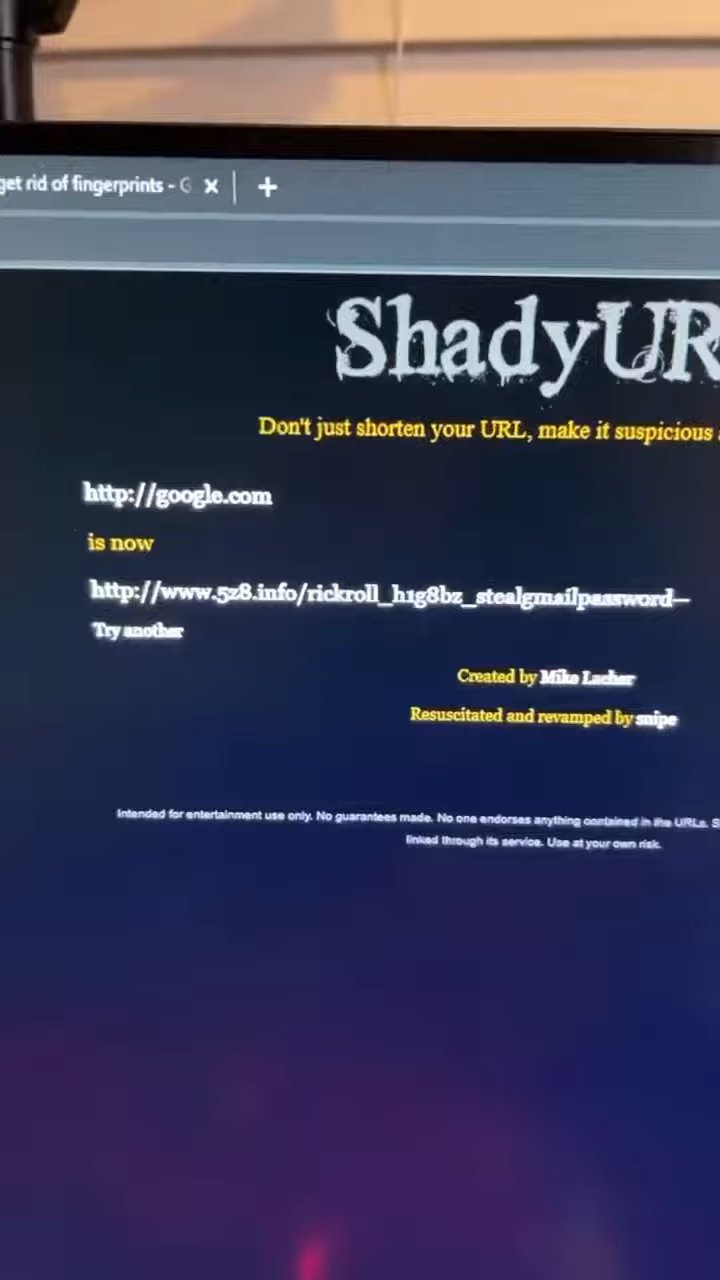 get rid of fingerprints - G
ShadyUR
Don't just shorten your URL, make it suspicious
http://google.com
is now
http://www.5z8.info/rickroll_h1g8bz_stealgmailpassword--
Try another
Created by Mike Lacher
Resuscitated and revamped by snipe
Intended for entertainment use only. No guarantees made. No one endorses anything contained in the URLs. S
linked through its service. Use at your own risk.